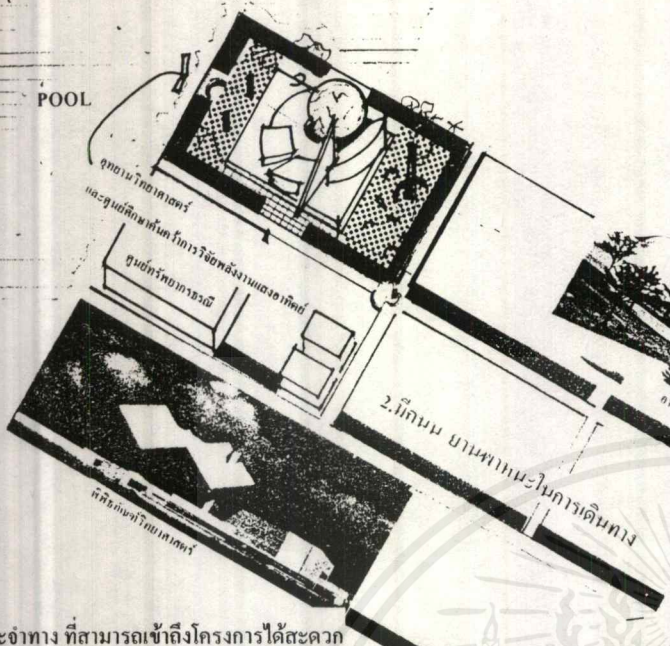 POOL
อุทยานวิทยาศาสตร์
และศูนย์ศึกษาค้นคว้าการวิจัยพลังงานแสงอาทิตย์
ศูนย์ทรัพยากรธรณี
2.มีถนน ยานพาหนะในการเดินทาง
พิพิธภัณฑ์วิทยาศาสตร์
ะจำทาง ที่สามารถเข้าถึงโครงการได้สะดวก